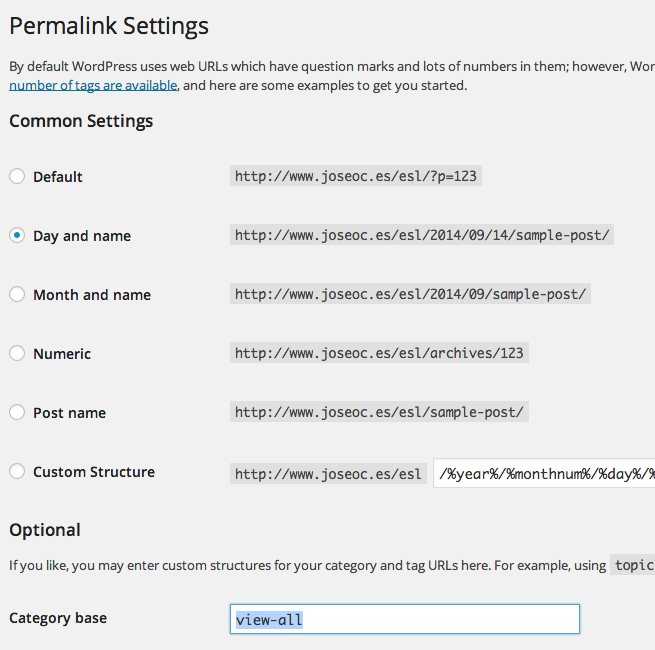 Permalink Settings
By default WordPress uses web URLs which have question marks and lots of numbers in them; however, Wor
number of tags are available, and here are some examples to get you started.
Common Settings
Default http://www.joseoc.es/esl/?p=123
Day and name http://www.joseoc.es/esl/2014/09/14/sample-post/
Month and name http://www.joseoc.es/esl/2014/09/sample-post/
Numeric http://www.joseoc.es/esl/archives/123
Post name http://www.joseoc.es/esl/sample-post/
Custom Structure http://www.joseoc.es/esl /%year%/%monthnum%/%day%/%
Optional
If you like, you may enter custom structures for your category and tag URLs here. For example, using topic
Category base view-all